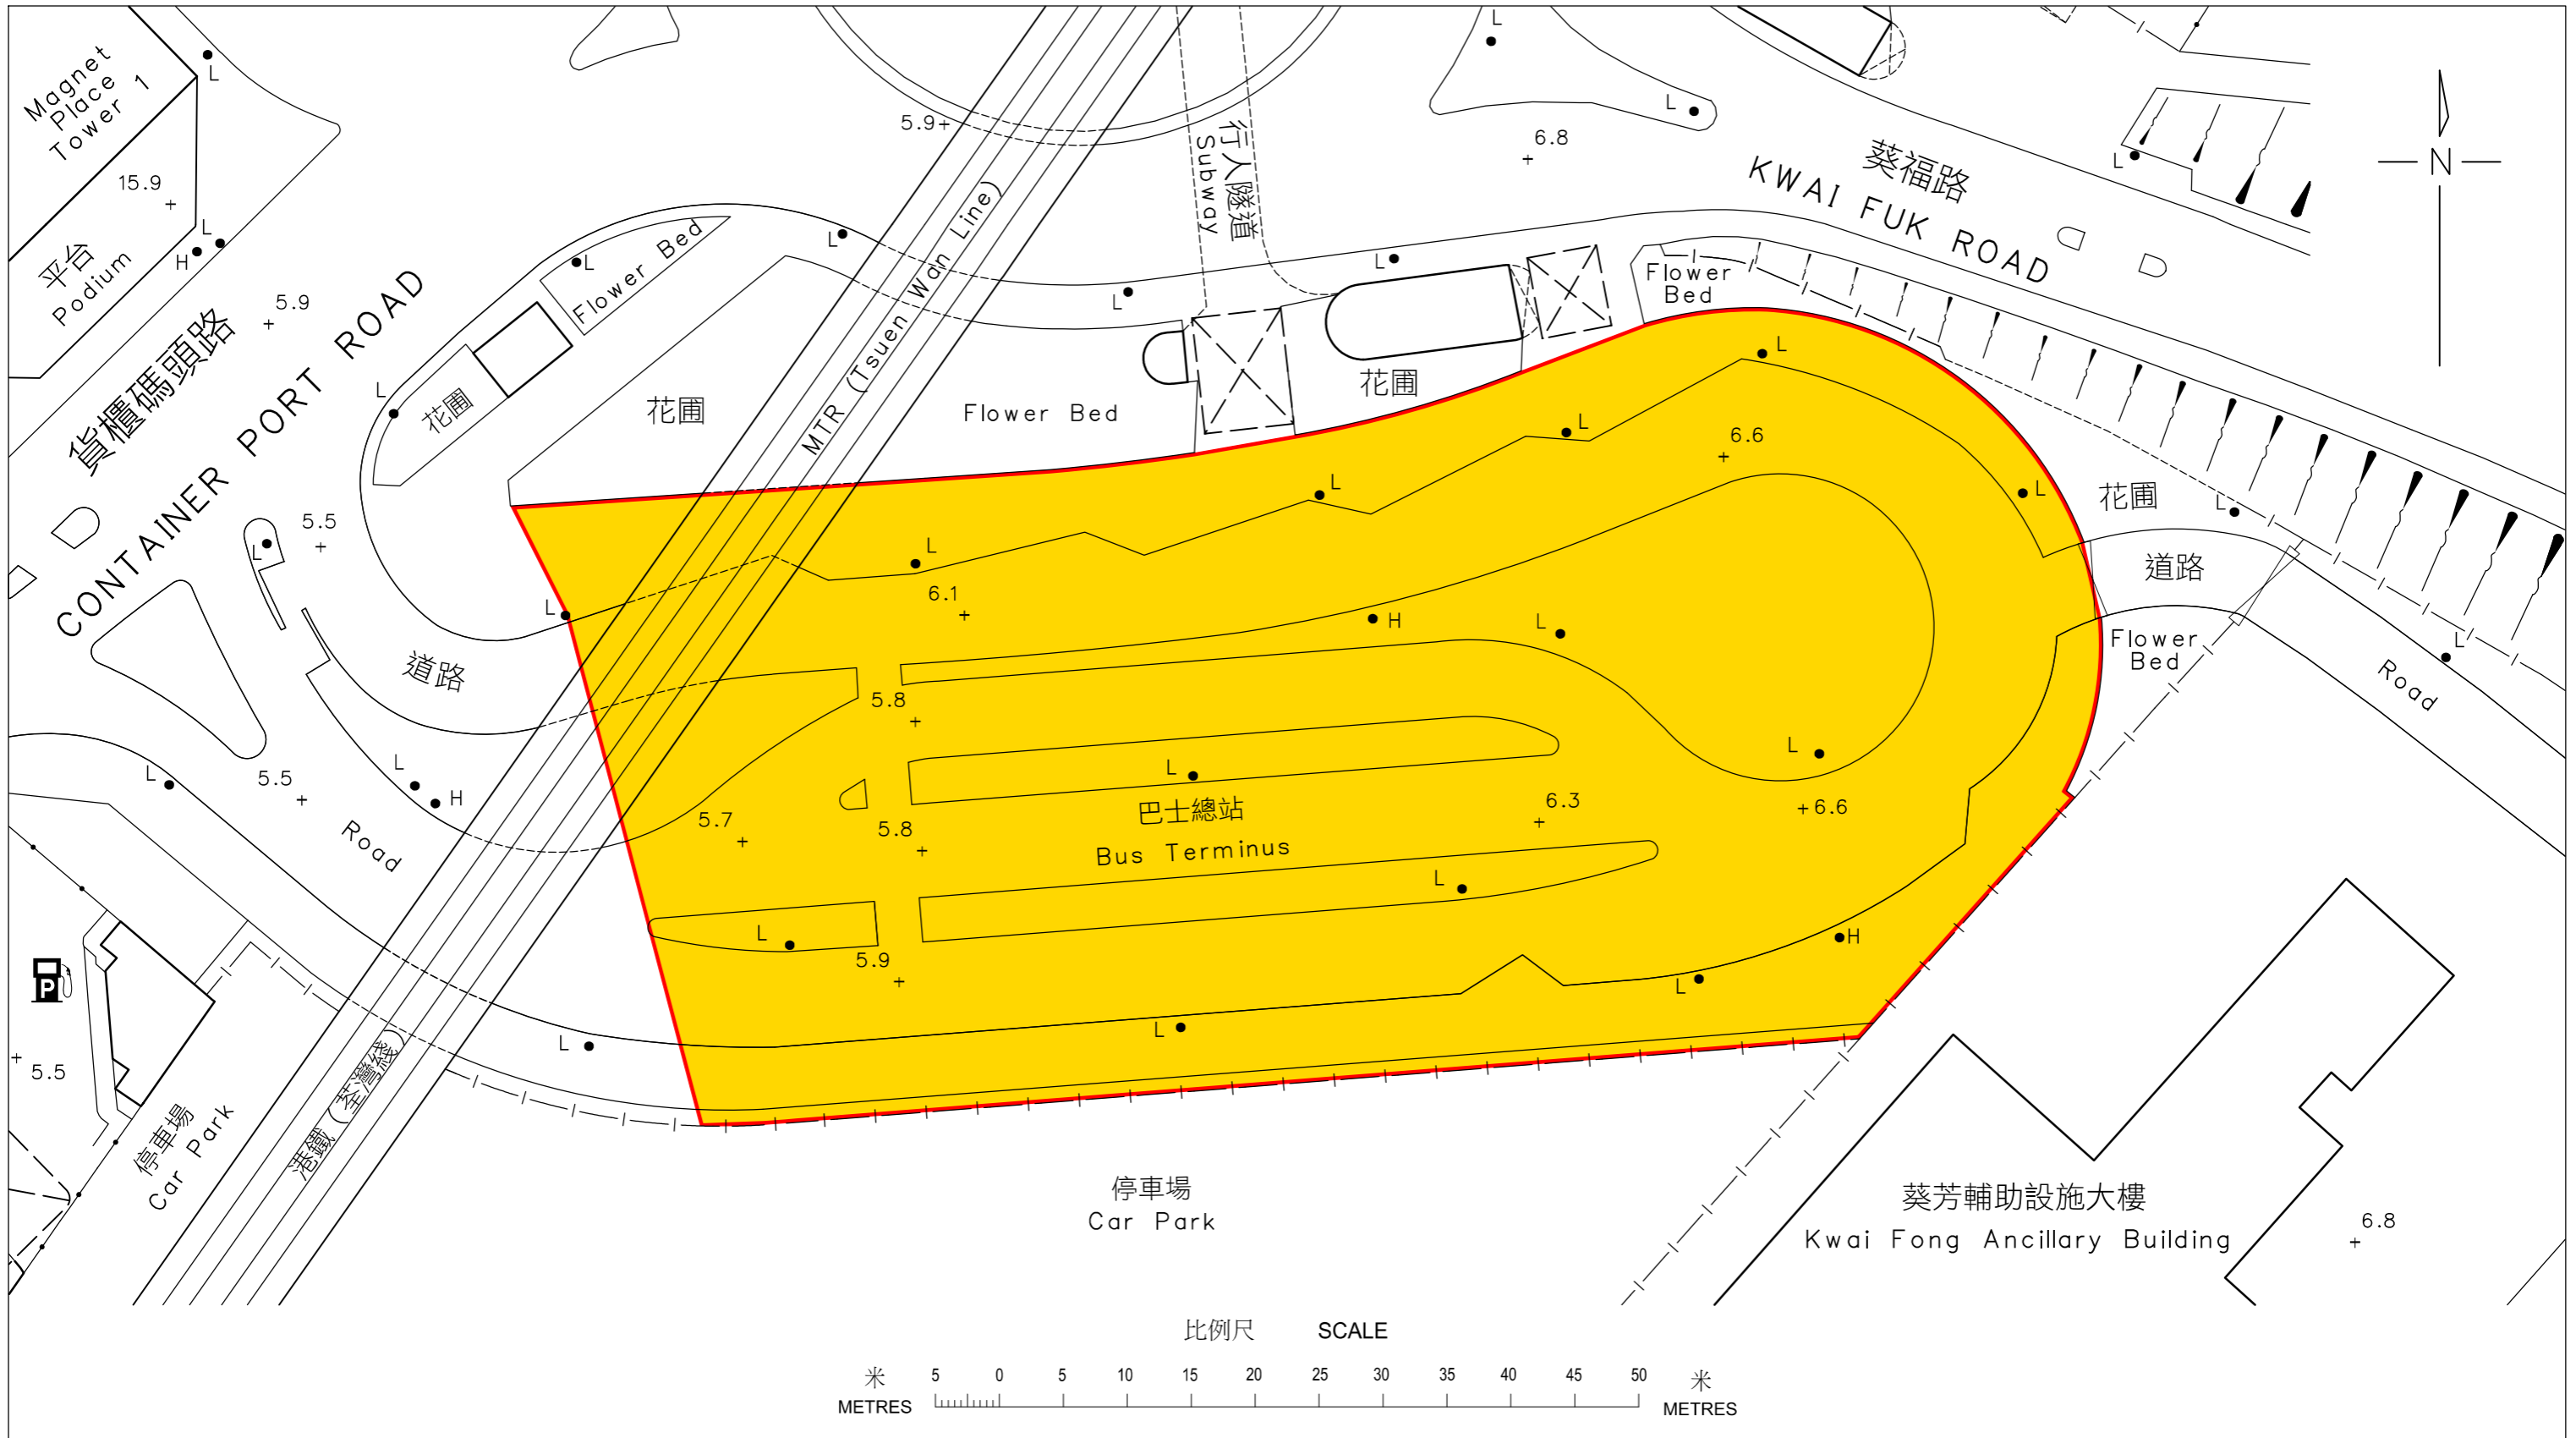 L
Magnet
Place
Tower 1
L
15.9
L
H
平台
Podium
5.9
貨櫃碼頭路
CONTAINER PORT ROAD
L
Flower Bed
L
花圃
L
5.9
行人隧道
Subway
MTR (Tsuen Wan Line)
花圃
Flower Bed
L
L
花圃
L
L
6.8
葵福路
KWAI FUK ROAD
L
N
Flower
Bed
L
L
6.6
L
L
花圃
L
道路
Flower
Bed
L
Road
5.5
L
L
道路
L
6.1
H
L
5.8
L
L
5.5
L
H
Road
5.7
5.8
巴士總站
Bus Terminus
6.3
6.6
L
L
5.9
H
L
L
L
P
5.5
停車場
Car Park
港鐵 (荃灣綫)
停車場
Car Park
葵芳輔助設施大樓
Kwai Fong Ancillary Building
6.8
比例尺 SCALE
米 5 0 5 10 15 20 25 30 35 40 45 50 米
METRES METRES